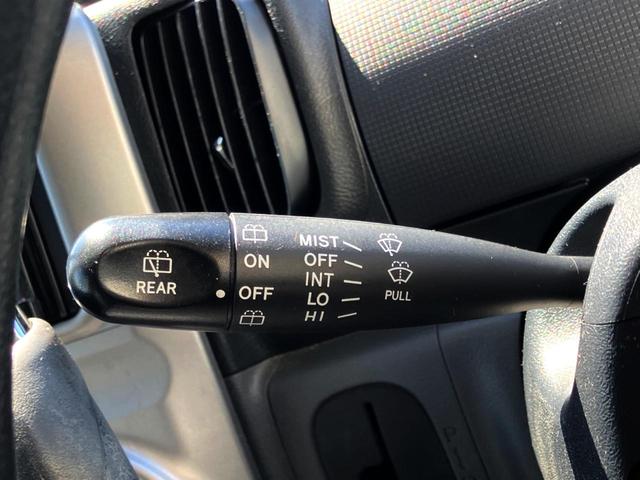 REAR
ON
OFF
MIST
OFF
INT
LO
HI
PULL